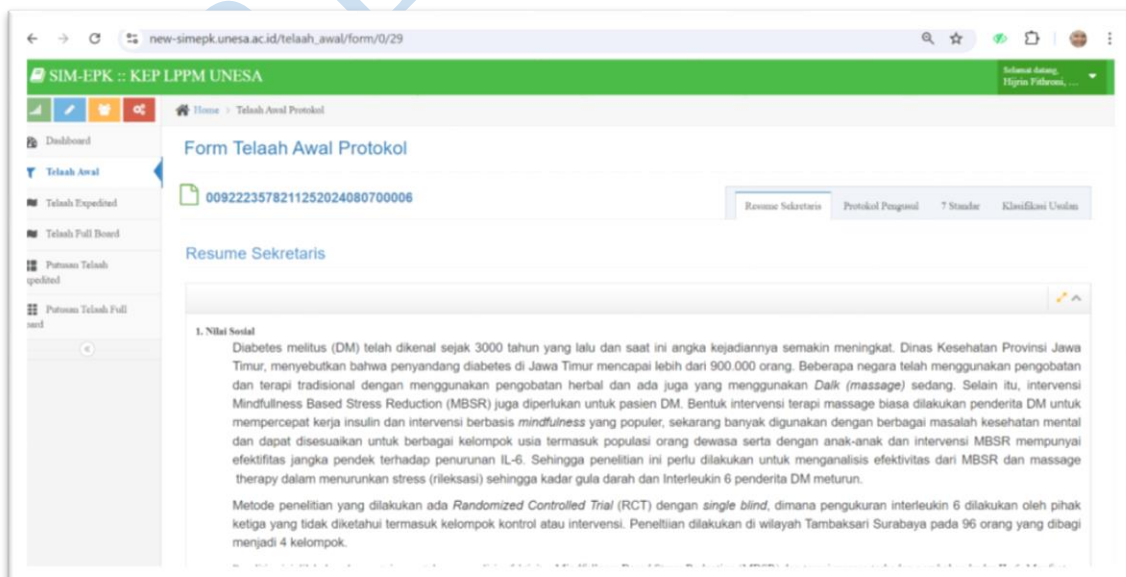 new-simepk.unesa.ac.id/telaah_awal/form/0/29
SIM-EPK :: KEP LPPM UNESA
Selamat datang,
Hijrin Fithroni, ...
Home > Telaah Awal Protokol
Dashboard
Telaah Awal
Telaah Expedited
Telaah Full Board
Putusan Telaah
xpedited
Putusan Telaah Full
oard
Form Telaah Awal Protokol
0092223578211252024080700006
Resume Sekretaris
Protokol Pengusul
7 Standar
Klasifikasi Usulan
Resume Sekretaris
1. Nilai Sosial
Diabetes melitus (DM) telah dikenal sejak 3000 tahun yang lalu dan saat ini angka kejadiannya semakin meningkat. Dinas Kesehatan Provinsi Jawa
Timur, menyebutkan bahwa penyandang diabetes di Jawa Timur mencapai lebih dari 900.000 orang. Beberapa negara telah menggunakan pengobatan
dan terapi tradisional dengan menggunakan pengobatan herbal dan ada juga yang menggunakan Dalk (massage) sedang. Selain itu, intervensi
Mindfullness Based Stress Reduction (MBSR) juga diperlukan untuk pasien DM. Bentuk intervensi terapi massage biasa dilakukan penderita DM untuk
mempercepat kerja insulin dan intervensi berbasis mindfulness yang populer, sekarang banyak digunakan dengan berbagai masalah kesehatan mental
dan dapat disesuaikan untuk berbagai kelompok usia termasuk populasi orang dewasa serta dengan anak-anak dan intervensi MBSR mempunyai
efektifitas jangka pendek terhadap penurunan IL-6. Sehingga penelitian ini perlu dilakukan untuk menganalisis efektivitas dari MBSR dan massage
therapy dalam menurunkan stress (rileksasi) sehingga kadar gula darah dan Interleukin 6 penderita DM meturun.
Metode penelitian yang dilakukan ada Randomized Controlled Trial (RCT) dengan single blind, dimana pengukuran interleukin 6 dilakukan oleh pihak
ketiga yang tidak diketahui termasuk kelompok kontrol atau intervensi. Peneltiian dilakukan di wilayah Tambaksari Surabaya pada 96 orang yang dibagi
menjadi 4 kelompok.